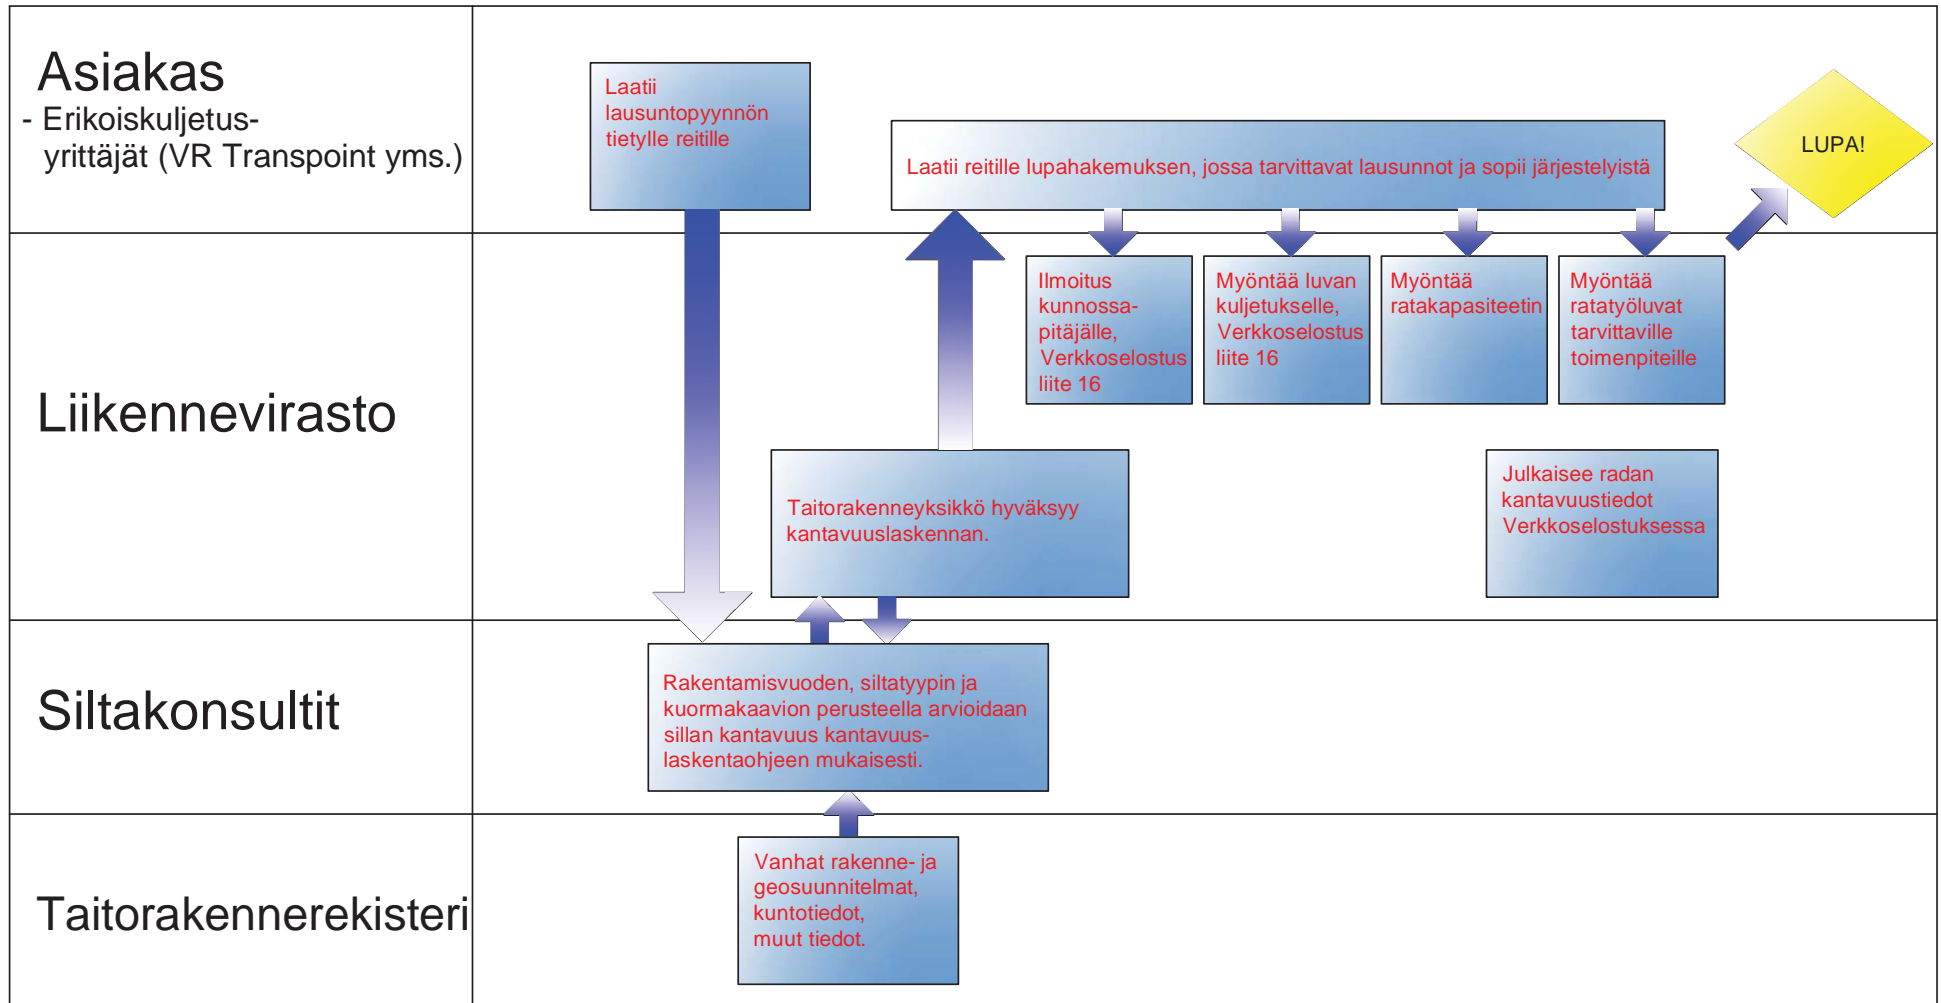 Asiakas
- Erikoiskuljetus-
yrittäjät (VR Transpoint yms.)
Laatii
lausuntopyynnön
tietylle reitille
Laatii reitille lupahakemuksen, jossa tarvittavat lausunnot ja sopii järjestelyistä
LUPA!
Liikennevirasto
Ilmoitus
kunnossa-
pitäjälle,
Verkkoselostus
liite 16
Myöntää luvan
kuljetukselle,
Verkkoselostus
liite 16
Myöntää
ratakapasiteetin
Myöntää
ratatyöluvat
tarvittaville
toimenpiteille
Taitorakenneyksikkö hyväksyy
kantavuuslaskennan.
Julkaisee radan
kantavuustiedot
Verkkoselostuksessa
Siltakonsultit
Rakentamisvuoden, siltatyypin ja
kuormakaavion perusteella arvioidaan
sillan kantavuus kantavuus-
laskentaohjeen mukaisesti.
Taitorakennerekisteri
Vanhat rakenne- ja
geosuunnitelmat,
kuntotiedot,
muut tiedot.